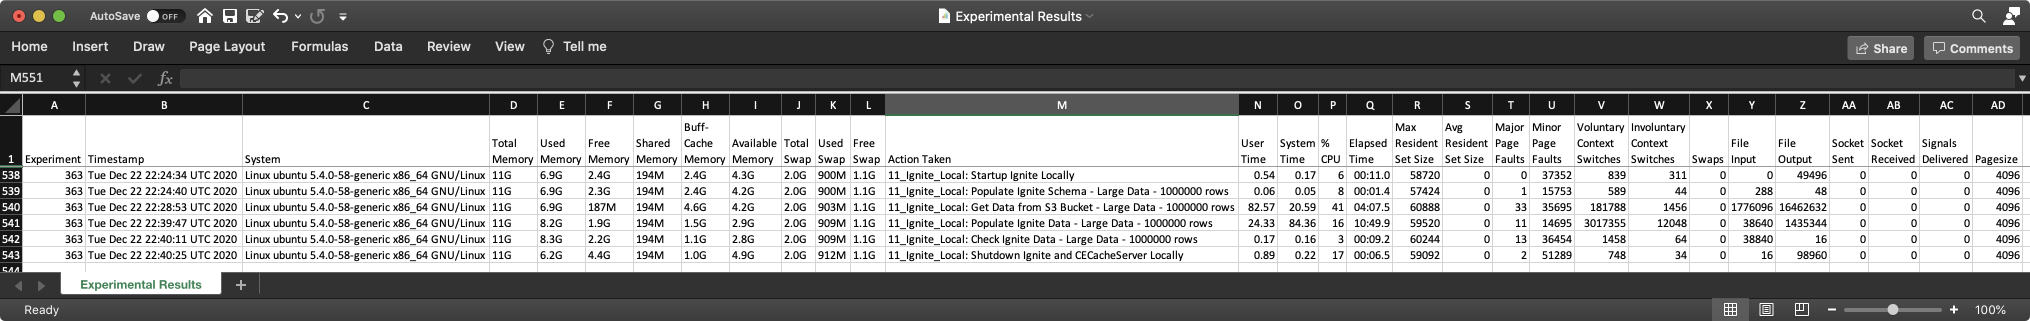 AutoSave OFF Experimental Results
Home Insert Draw Page Layout Formulas Data Review View Tell me Share Comments
M551 fx
A B C D E F G H I J K L M N O P Q R S T U V W X Y Z AA AB AC AD
1 Experiment Timestamp System Total Memory Used Memory Free Memory Shared Memory Buff-Cache Memory Available Memory Total Swap Used Swap Free Swap Action Taken User Time System Time % CPU Elapsed Time Max Resident Set Size Avg Resident Set Size Major Page Faults Minor Page Faults Voluntary Context Switches Involuntary Context Switches Swaps File Input File Output Socket Sent Socket Received Signals Delivered Pagesize
538 363 Tue Dec 22 22:24:34 UTC 2020 Linux ubuntu 5.4.0-58-generic x86_64 GNU/Linux 11G 6.9G 2.4G 194M 2.4G 4.3G 2.0G 900M 1.1G 11_Ignite_Local: Startup Ignite Locally 0.54 0.17 6 00:11.0 58720 0 0 37352 839 311 0 0 49496 0 0 0 4096
539 363 Tue Dec 22 22:24:40 UTC 2020 Linux ubuntu 5.4.0-58-generic x86_64 GNU/Linux 11G 6.9G 2.3G 194M 2.4G 4.2G 2.0G 900M 1.1G 11_Ignite_Local: Populate Ignite Schema - Large Data - 1000000 rows 0.06 0.05 8 00:01.4 57424 0 1 15753 589 44 0 288 48 0 0 0 4096
540 363 Tue Dec 22 22:28:53 UTC 2020 Linux ubuntu 5.4.0-58-generic x86_64 GNU/Linux 11G 6.9G 187M 194M 4.6G 4.2G 2.0G 903M 1.1G 11_Ignite_Local: Get Data from S3 Bucket - Large Data - 1000000 rows 82.57 20.59 41 04:07.5 60888 0 33 35695 181788 1456 0 1776096 16462632 0 0 0 4096
541 363 Tue Dec 22 22:39:47 UTC 2020 Linux ubuntu 5.4.0-58-generic x86_64 GNU/Linux 11G 8.2G 1.9G 194M 1.5G 2.9G 2.0G 909M 1.1G 11_Ignite_Local: Populate Ignite Data - Large Data - 1000000 rows 24.33 84.36 16 10:49.9 59520 0 11 14695 3017355 12048 0 38640 1435344 0 0 0 4096
542 363 Tue Dec 22 22:40:11 UTC 2020 Linux ubuntu 5.4.0-58-generic x86_64 GNU/Linux 11G 8.3G 2.2G 194M 1.1G 2.8G 2.0G 909M 1.1G 11_Ignite_Local: Check Ignite Data - Large Data - 1000000 rows 0.17 0.16 3 00:09.2 60244 0 13 36454 1458 64 0 38840 16 0 0 0 4096
543 363 Tue Dec 22 22:40:25 UTC 2020 Linux ubuntu 5.4.0-58-generic x86_64 GNU/Linux 11G 6.2G 4.4G 194M 1.0G 4.9G 2.0G 912M 1.1G 11_Ignite_Local: Shutdown Ignite and CECacheServer Locally 0.89 0.22 17 00:06.5 59092 0 2 51289 748 34 0 16 98960 0 0 0 4096
544
Experimental Results +
Ready 100%